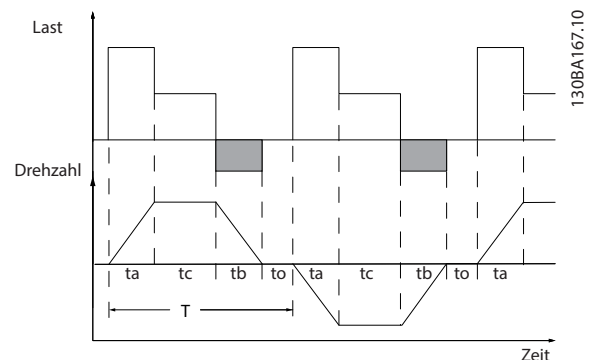 Last
130BA167.10
Drehzahl
ta tc tb to ta tc tb to ta
T
Zeit